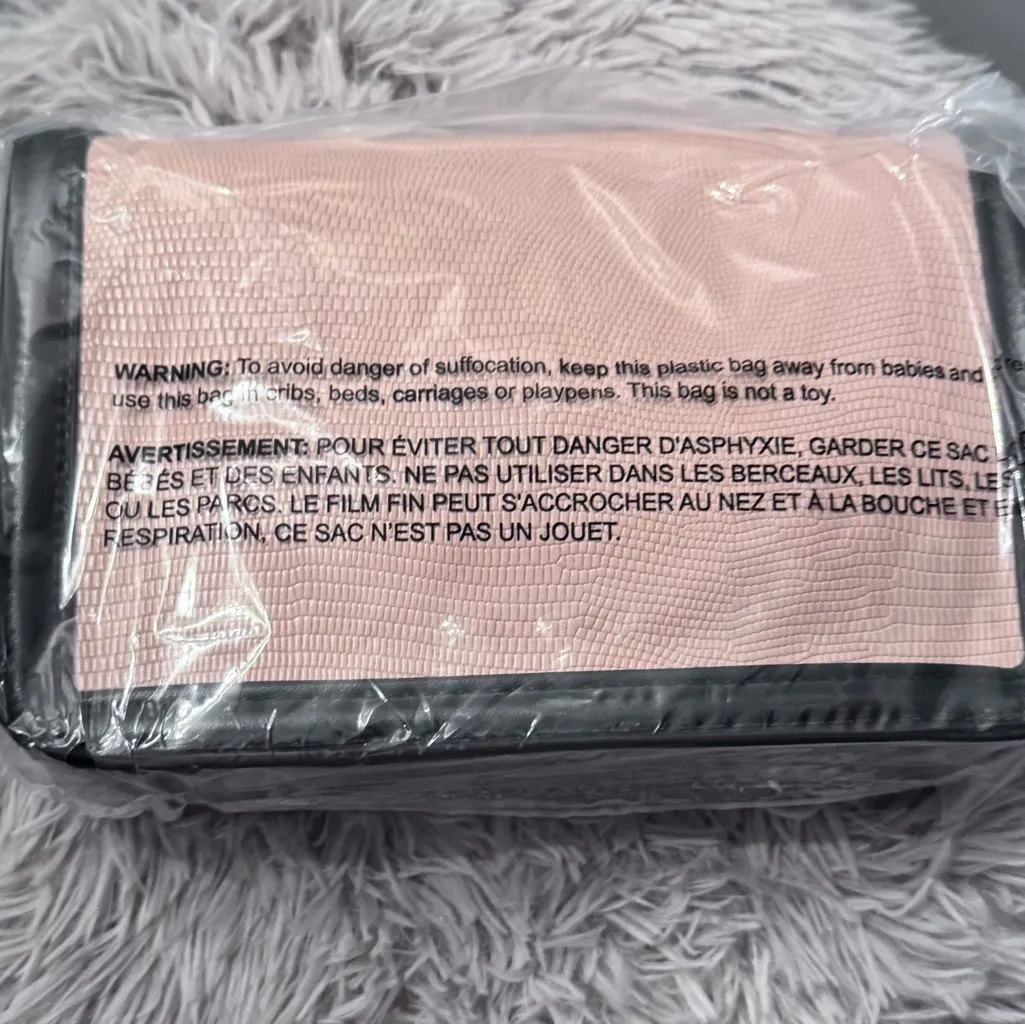 WARNING: To avoid danger of suffocation, keep this plastic bag away from babies and
use this bag in cribs, beds, carriages or playpens. This bag is not a toy.
AVERTISSEMENT: POUR ÉVITER TOUT DANGER D'ASPHYXIE, GARDER CE SAC
BÉBÉS ET DES ENFANTS. NE PAS UTILISER DANS LES BERCEAUX, LES LITS, LES
OU LES PARCS. LE FILM FIN PEUT S'ACCROCHER AU NEZ ET À LA BOUCHE ET
RESPIRATION, CE SAC N'EST PAS UN JOUET.